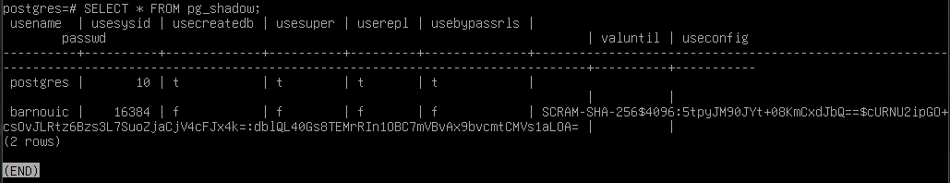 postgres=# SELECT * FROM pg_shadow;
usename | usesysid | usecreatedb | usesuper | userepl | usebypassrls |
passwd | valuntil | useconfig
---------+----------+-------------+----------+---------+--------------+---------------------------------------------------------------------------------------------------------------------------------------+----------+-----------
postgres | 10 | t | t | t | t |
| |
barnouic | 16384 | f | f | f | f | SCRAM-SHA-256$4096:5tpyJM90JYt+08KmCxdJbQ==$cURNU2ipGO+
csOvJLRtz6Bzs3L7SuoZjaCjV4cFJx4k=:dblQL40Gs8TEMrRIn1OBC7mVBvAx9bvcmtCMVs1aLOA= | |
(2 rows)
(END)